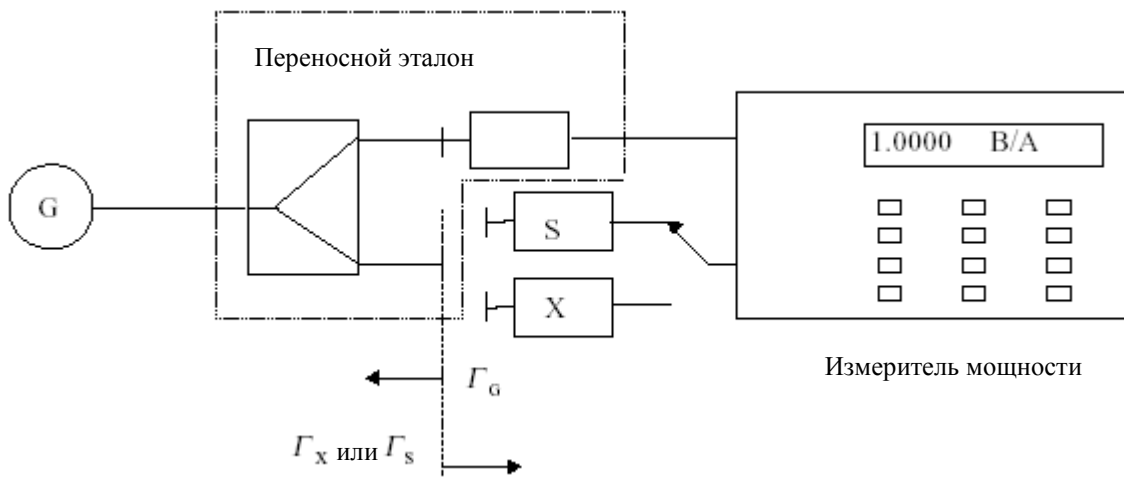 Переносной эталон
G
1.0000 B/A
S
X
Измеритель мощности
Γ_G
Γ_X или Γ_S